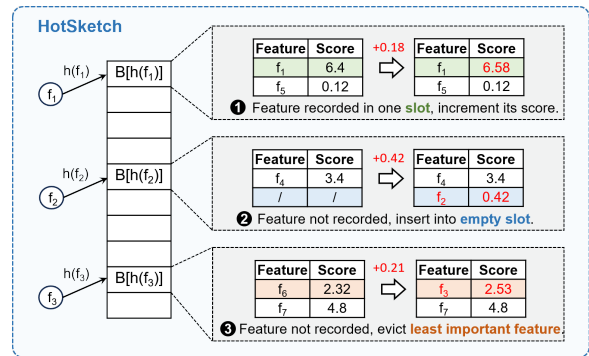 HotSketch
h(f₁)
f₁
B[h(f₁)]
Feature Score
f₁ 6.4
f₅ 0.12
+0.18
Feature Score
f₁ 6.58
f₅ 0.12
❶ Feature recorded in one slot, increment its score.
h(f₂)
f₂
B[h(f₂)]
Feature Score
f₄ 3.4
/ /
+0.42
Feature Score
f₄ 3.4
f₂ 0.42
❷ Feature not recorded, insert into empty slot.
h(f₃)
f₃
B[h(f₃)]
Feature Score
f₆ 2.32
f₇ 4.8
+0.21
Feature Score
f₃ 2.53
f₇ 4.8
❸ Feature not recorded, evict least important feature.